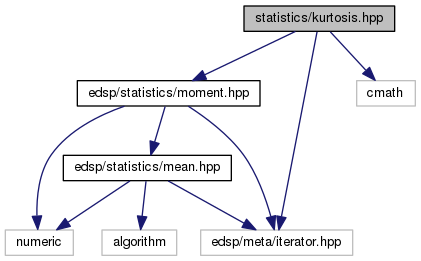 statistics/kurtosis.hpp
edsp/statistics/moment.hpp
cmath
edsp/statistics/mean.hpp
numeric
algorithm
edsp/meta/iterator.hpp